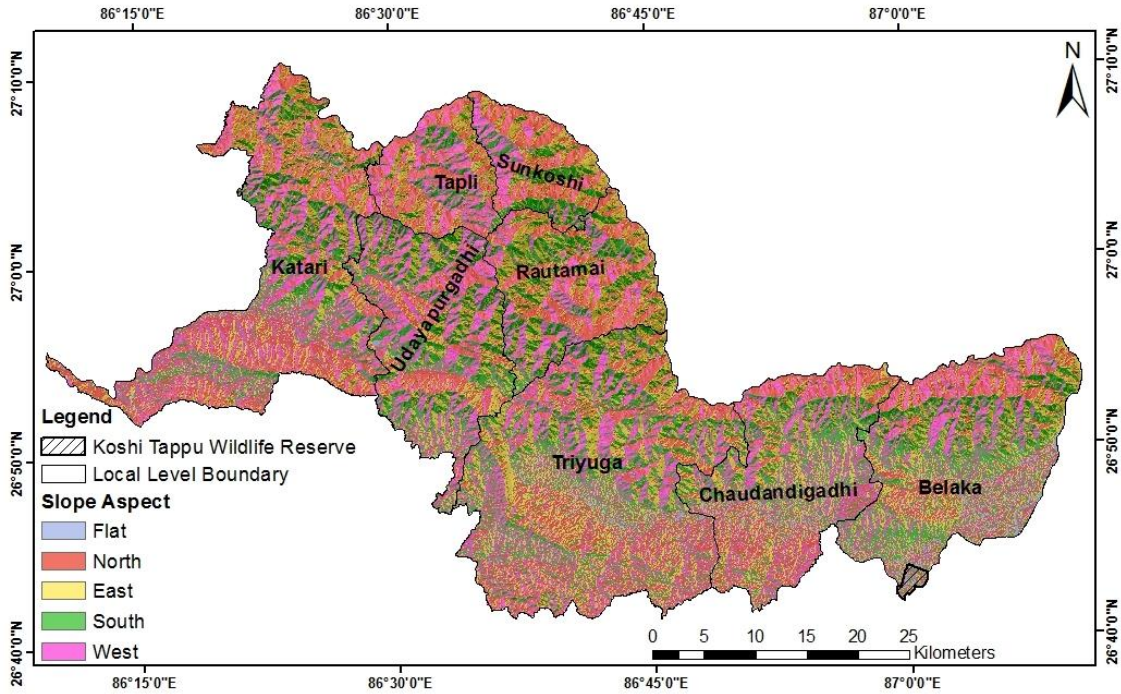 86°15'0"E 86°30'0"E 86°45'0"E 87°0'0"E
N
27°10'0"N
27°10'0"N
Sunkoshi
Tapli
27°0'0"N
27°0'0"N
Katari
Rautamai
Udayapurgadhi
Legend
Koshi Tappu Wildlife Reserve
Local Level Boundary
Slope Aspect
Flat
North
East
South
West
26°50'0"N
26°50'0"N
Triyuga
Chaudandigadhi
Belaka
0 5 10 15 20 25
Kilometers
26°40'0"N
26°40'0"N
86°15'0"E 86°30'0"E 86°45'0"E 87°0'0"E